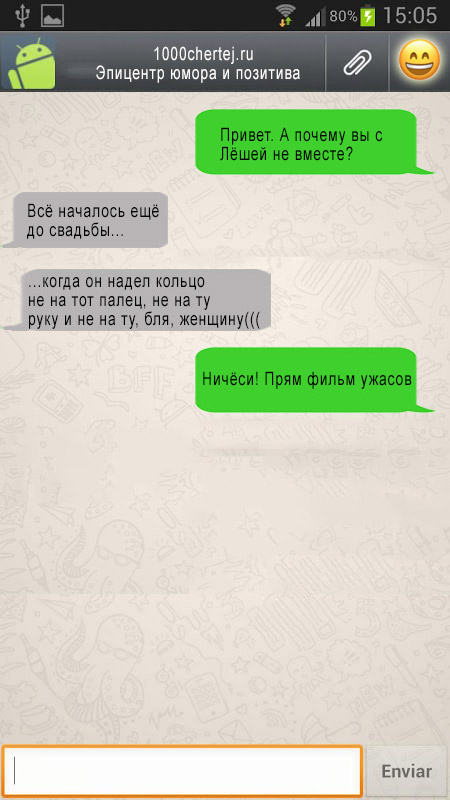 80% 15:05
1000chertej.ru
Эпицентр юмора и позитива
Привет. А почему вы с
Лёшей не вместе?
Всё началось ещё
до свадьбы...
...когда он надел кольцо
не на тот палец, не на ту
руку и не на ту, бля, женщину(((
Ничёси! Прям фильм ужасов
Enviar